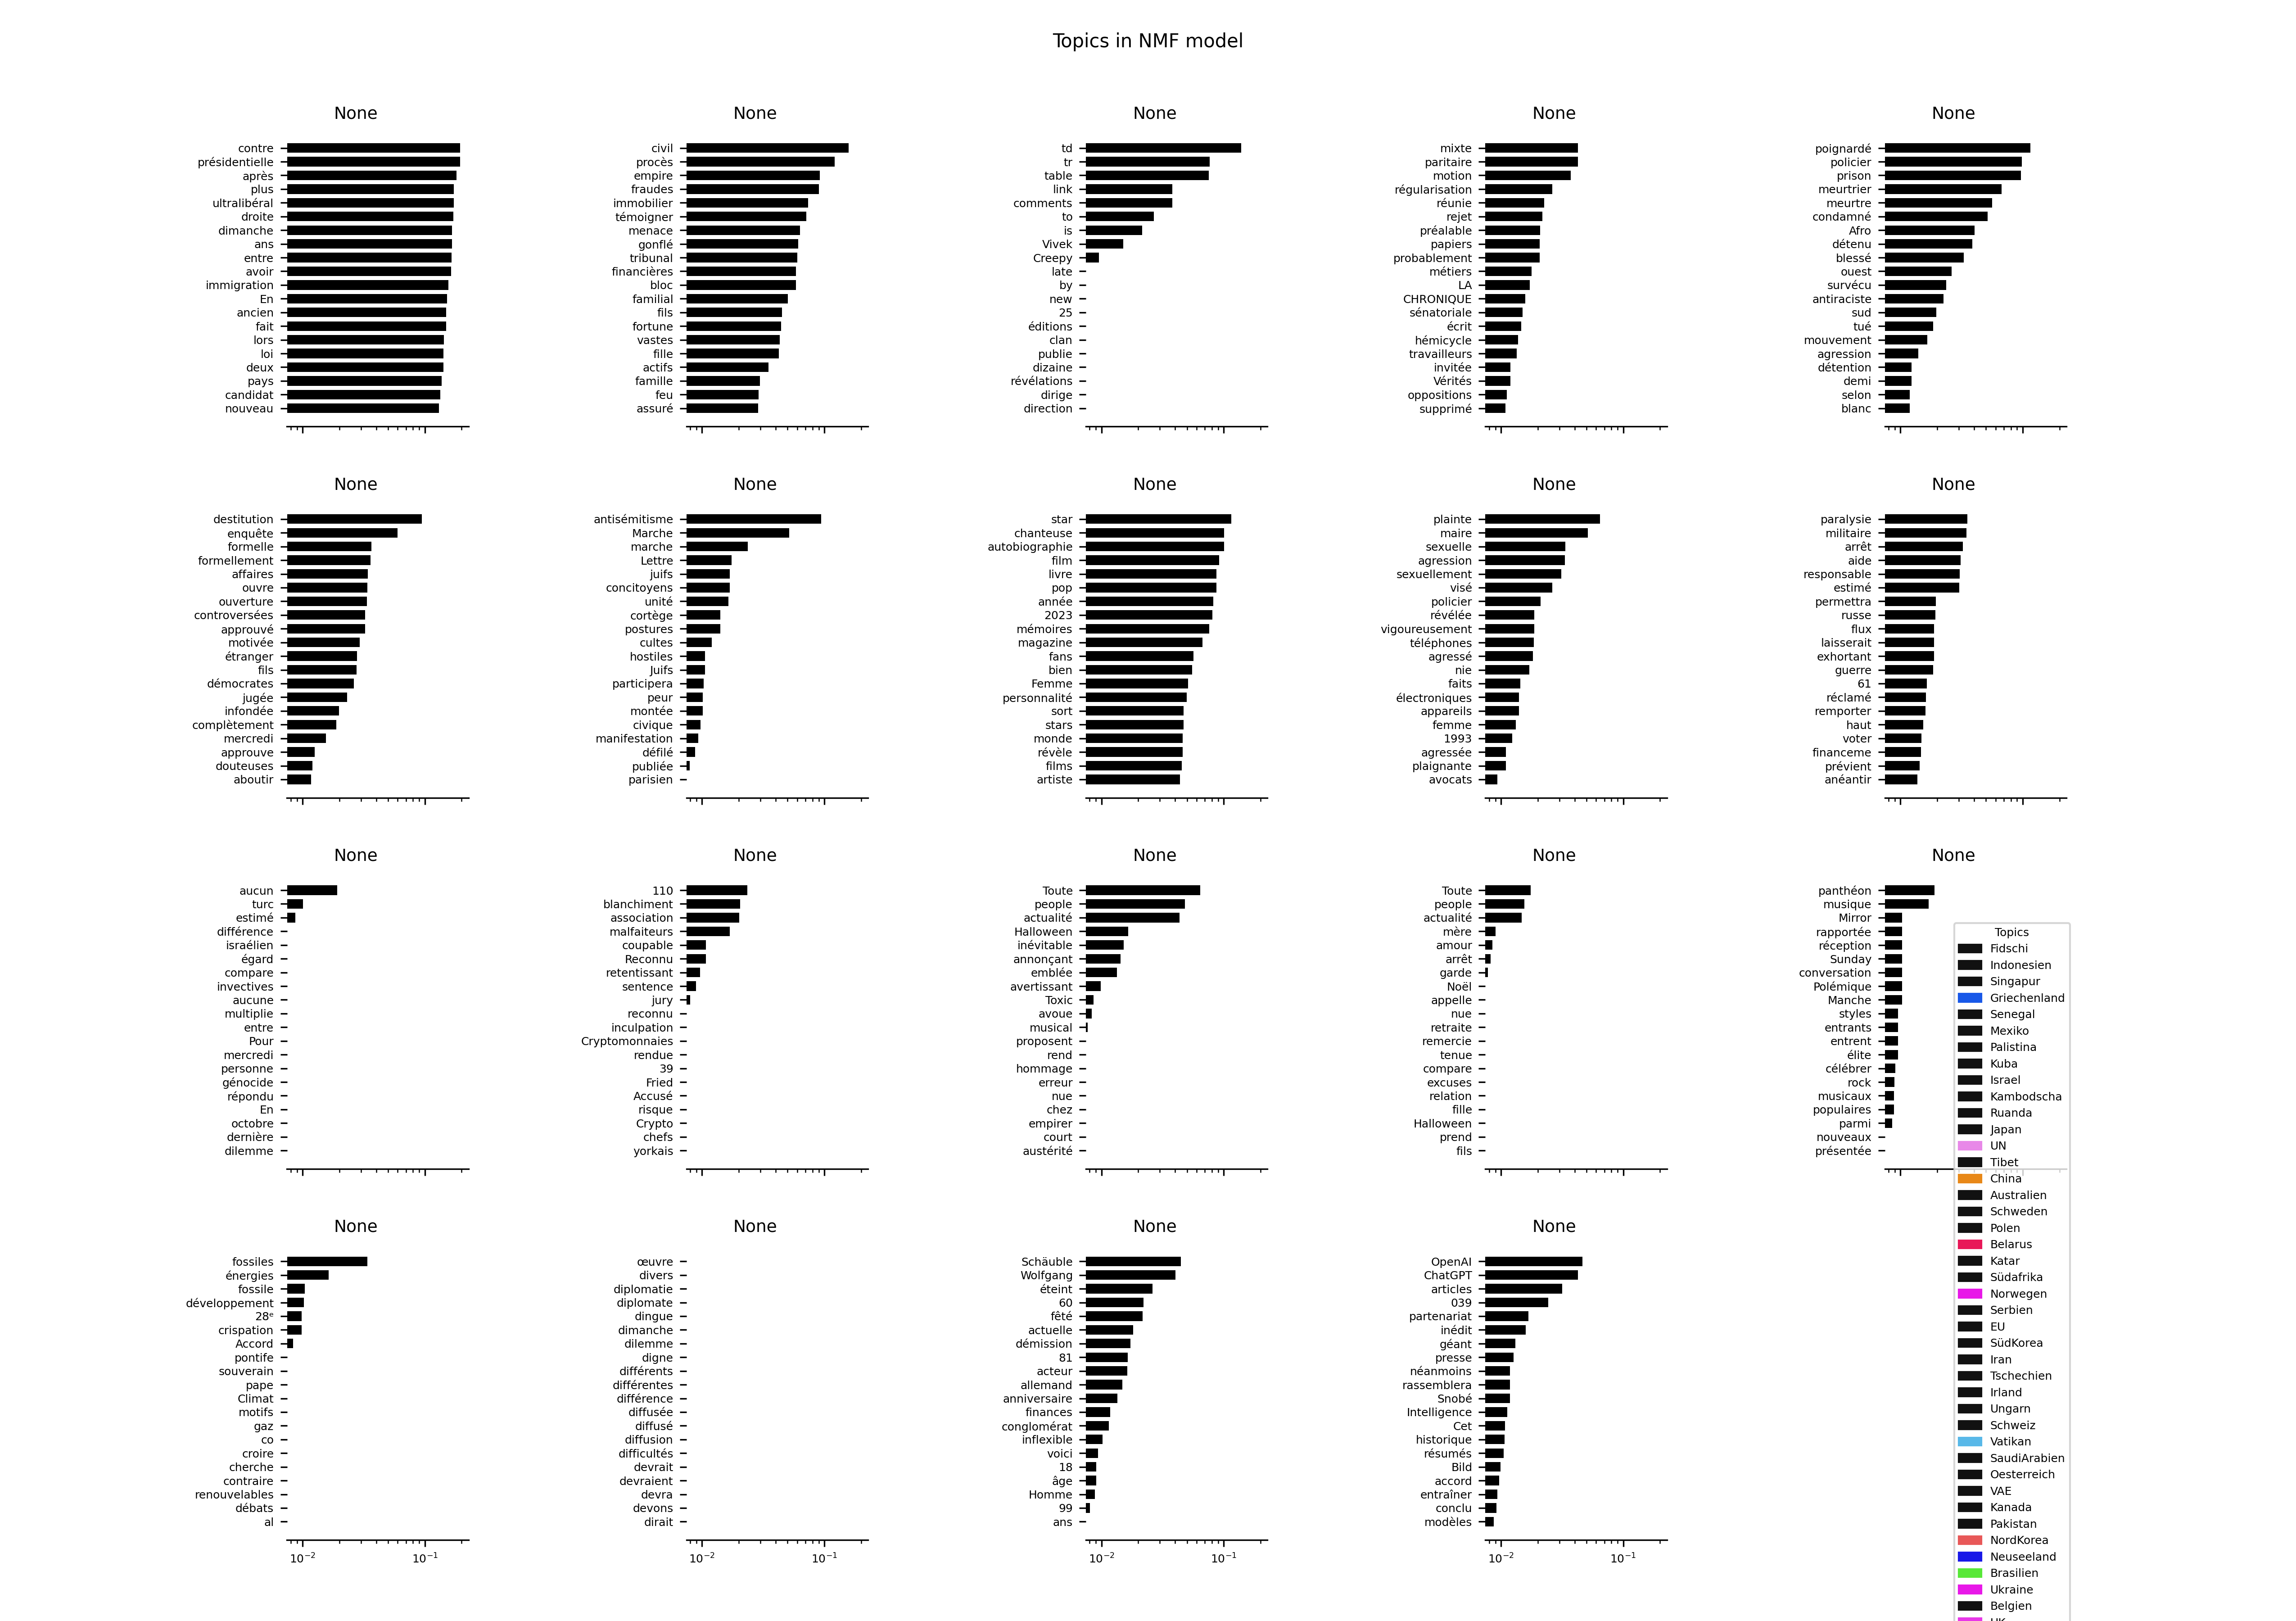 Topics in NMF model
None
contre
présidentielle
après
plus
ultralibéral
droite
dimanche
ans
entre
avoir
immigration
En
ancien
fait
lors
loi
deux
pays
candidat
nouveau
None
civil
procès
empire
fraudes
immobilier
témoigner
menace
gonflé
tribunal
financières
bloc
familial
fils
fortune
vastes
fille
actifs
famille
feu
assuré
None
td
tr
table
link
comments
to
is
Vivek
Creepy
late
by
new
25
éditions
clan
publie
dizaine
révélations
dirige
direction
None
mixte
paritaire
motion
régularisation
réunie
rejet
préalable
papiers
probablement
métiers
LA
CHRONIQUE
sénatoriale
écrit
hémicycle
travailleurs
invitée
Vérités
oppositions
supprimé
None
poignardé
policier
prison
meurtrier
meurtre
condamné
Afro
détenu
blessé
ouest
survécu
antiraciste
sud
tué
mouvement
agression
détention
demi
selon
blanc
None
destitution
enquête
formelle
formellement
affaires
ouvre
ouverture
controversées
approuvé
motivée
étranger
fils
démocrates
jugée
infondée
complètement
mercredi
approuve
douteuses
aboutir
None
antisémitisme
Marche
marche
Lettre
juifs
concitoyens
unité
cortège
postures
cultes
hostiles
Juifs
participera
peur
montée
civique
manifestation
défilé
publiée
parisien
None
star
chanteuse
autobiographie
film
livre
pop
année
2023
mémoires
magazine
fans
bien
Femme
personnalité
sort
stars
monde
révèle
films
artiste
None
plainte
maire
sexuelle
agression
sexuellement
visé
policier
révélée
vigoureusement
téléphones
agressé
nie
faits
électroniques
appareils
femme
1993
agressée
plaignante
avocats
None
paralysie
militaire
arrêt
aide
responsable
estimé
permettra
russe
flux
laisserait
exhortant
guerre
61
réclamé
remporter
haut
voter
financeme
prévient
anéantir
None
aucun
turc
estimé
différence
israélien
égard
compare
invectives
aucune
multiplie
entre
Pour
mercredi
personne
génocide
répondu
En
octobre
dernière
dilemme
None
110
blanchiment
association
malfaiteurs
coupable
Reconnu
retentissant
sentence
jury
reconnu
inculpation
Cryptomonnaies
rendue
39
Fried
Accusé
risque
Crypto
chefs
yorkais
None
Toute
people
actualité
Halloween
inévitable
annonçant
emblée
avertissant
Toxic
avoue
musical
proposent
rend
hommage
erreur
nue
chez
empirer
court
austérité
None
Toute
people
actualité
mère
amour
arrêt
garde
Noël
appelle
nue
retraite
remercie
tenue
compare
excuses
relation
fille
Halloween
prend
fils
None
panthéon
musique
Mirror
rapportée
réception
Sunday
conversation
Polémique
Manche
styles
entrants
entrent
élite
célébrer
rock
musicaux
populaires
parmi
nouveaux
présentée
None
fossiles
énergies
fossile
développement
28ᵉ
crispation
Accord
pontife
souverain
pape
Climat
motifs
gaz
co
croire
cherche
contraire
renouvelables
débats
al
10⁻² 10⁻¹
None
œuvre
divers
diplomatie
diplomate
dingue
dimanche
dilemme
digne
différents
différentes
différence
diffusée
diffusé
diffusion
difficultés
devrait
devraient
devra
devons
dirait
10⁻² 10⁻¹
None
Schäuble
Wolfgang
éteint
60
fêté
actuelle
démission
81
acteur
allemand
anniversaire
finances
conglomérat
inflexible
voici
18
âge
Homme
99
ans
10⁻² 10⁻¹
None
OpenAI
ChatGPT
articles
039
partenariat
inédit
géant
presse
néanmoins
rassemblera
Snobé
Intelligence
Cet
historique
résumés
Bild
accord
entraîner
conclu
modèles
10⁻² 10⁻¹
Topics
Fidschi
Indonesien
Singapur
Griechenland
Senegal
Mexiko
Palistina
Kuba
Israel
Kambodscha
Ruanda
Japan
UN
Tibet
China
Australien
Schweden
Polen
Belarus
Katar
Südafrika
Norwegen
Serbien
EU
SüdKorea
Iran
Tschechien
Irland
Ungarn
Schweiz
Vatikan
SaudiArabien
Oesterreich
VAE
Kanada
Pakistan
NordKorea
Neuseeland
Brasilien
Ukraine
Belgien